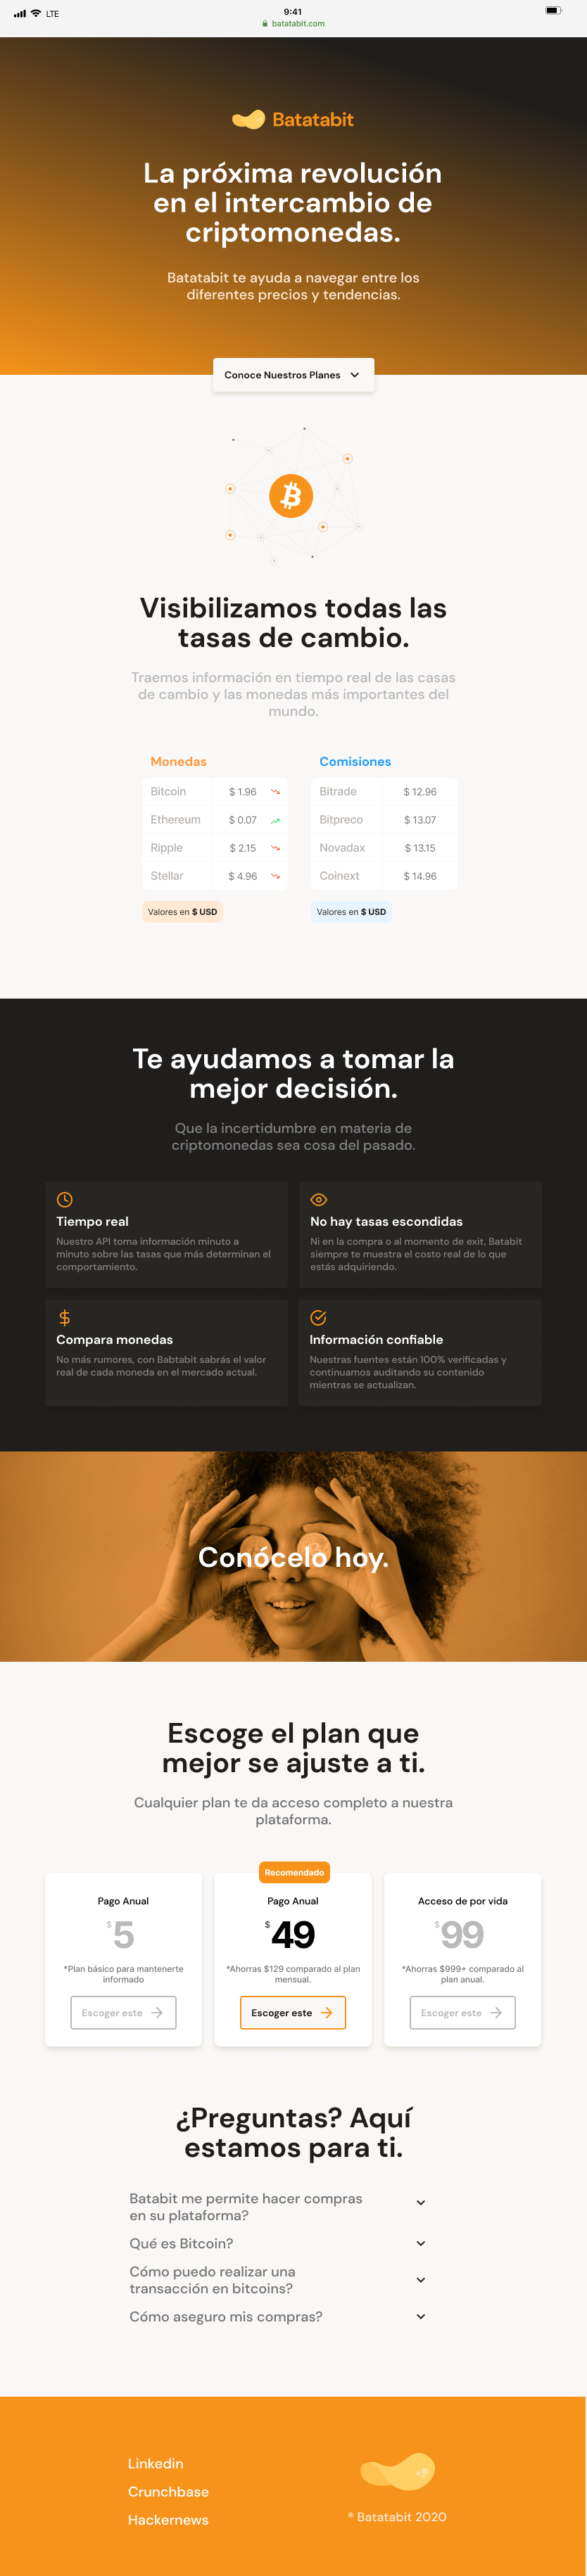 LTE
9:41
batatabit.com
Batatabit
La próxima revolución
en el intercambio de
criptomonedas.
Batatabit te ayuda a navegar entre los
diferentes precios y tendencias.
Conoce Nuestros Planes
Visibilizamos todas las
tasas de cambio.
Traemos información en tiempo real de las casas
de cambio y las monedas más importantes del
mundo.
Monedas
Bitcoin $ 1.96
Ethereum $ 0.07
Ripple $ 2.15
Stellar $ 4.96
Valores en $ USD
Comisiones
Bitrade $ 12.96
Bitpreco $ 13.07
Novadax $ 13.15
Coinext $ 14.96
Valores en $ USD
Te ayudamos a tomar la
mejor decisión.
Que la incertidumbre en materia de
criptomonedas sea cosa del pasado.
Tiempo real
Nuestro API toma información minuto a
minuto sobre las tasas que más determinan el
comportamiento.
No hay tasas escondidas
Ni en la compra o al momento de exit, Batabit
siempre te muestra el costo real de lo que
estás adquiriendo.
Compara monedas
No más rumores, con Babtabit sabrás el valor
real de cada moneda en el mercado actual.
Información confiable
Nuestras fuentes están 100% verificadas y
continuamos auditando su contenido
mientras se actualizan.
Conócelo hoy.
Escoge el plan que
mejor se ajuste a ti.
Cualquier plan te da acceso completo a nuestra
plataforma.
Pago Anual
$ 5
*Plan básico para mantenerte
informado
Escoger este
Recomendado
Pago Anual
$ 49
*Ahorras $129 comparado al plan
mensual.
Escoger este
Acceso de por vida
$ 99
*Ahorras $999+ comparado al
plan anual.
Escoger este
¿Preguntas? Aquí
estamos para ti.
Batabit me permite hacer compras
en su plataforma?
Qué es Bitcoin?
Cómo puedo realizar una
transacción en bitcoins?
Cómo aseguro mis compras?
Linkedin
Crunchbase
Hackernews
® Batatabit 2020